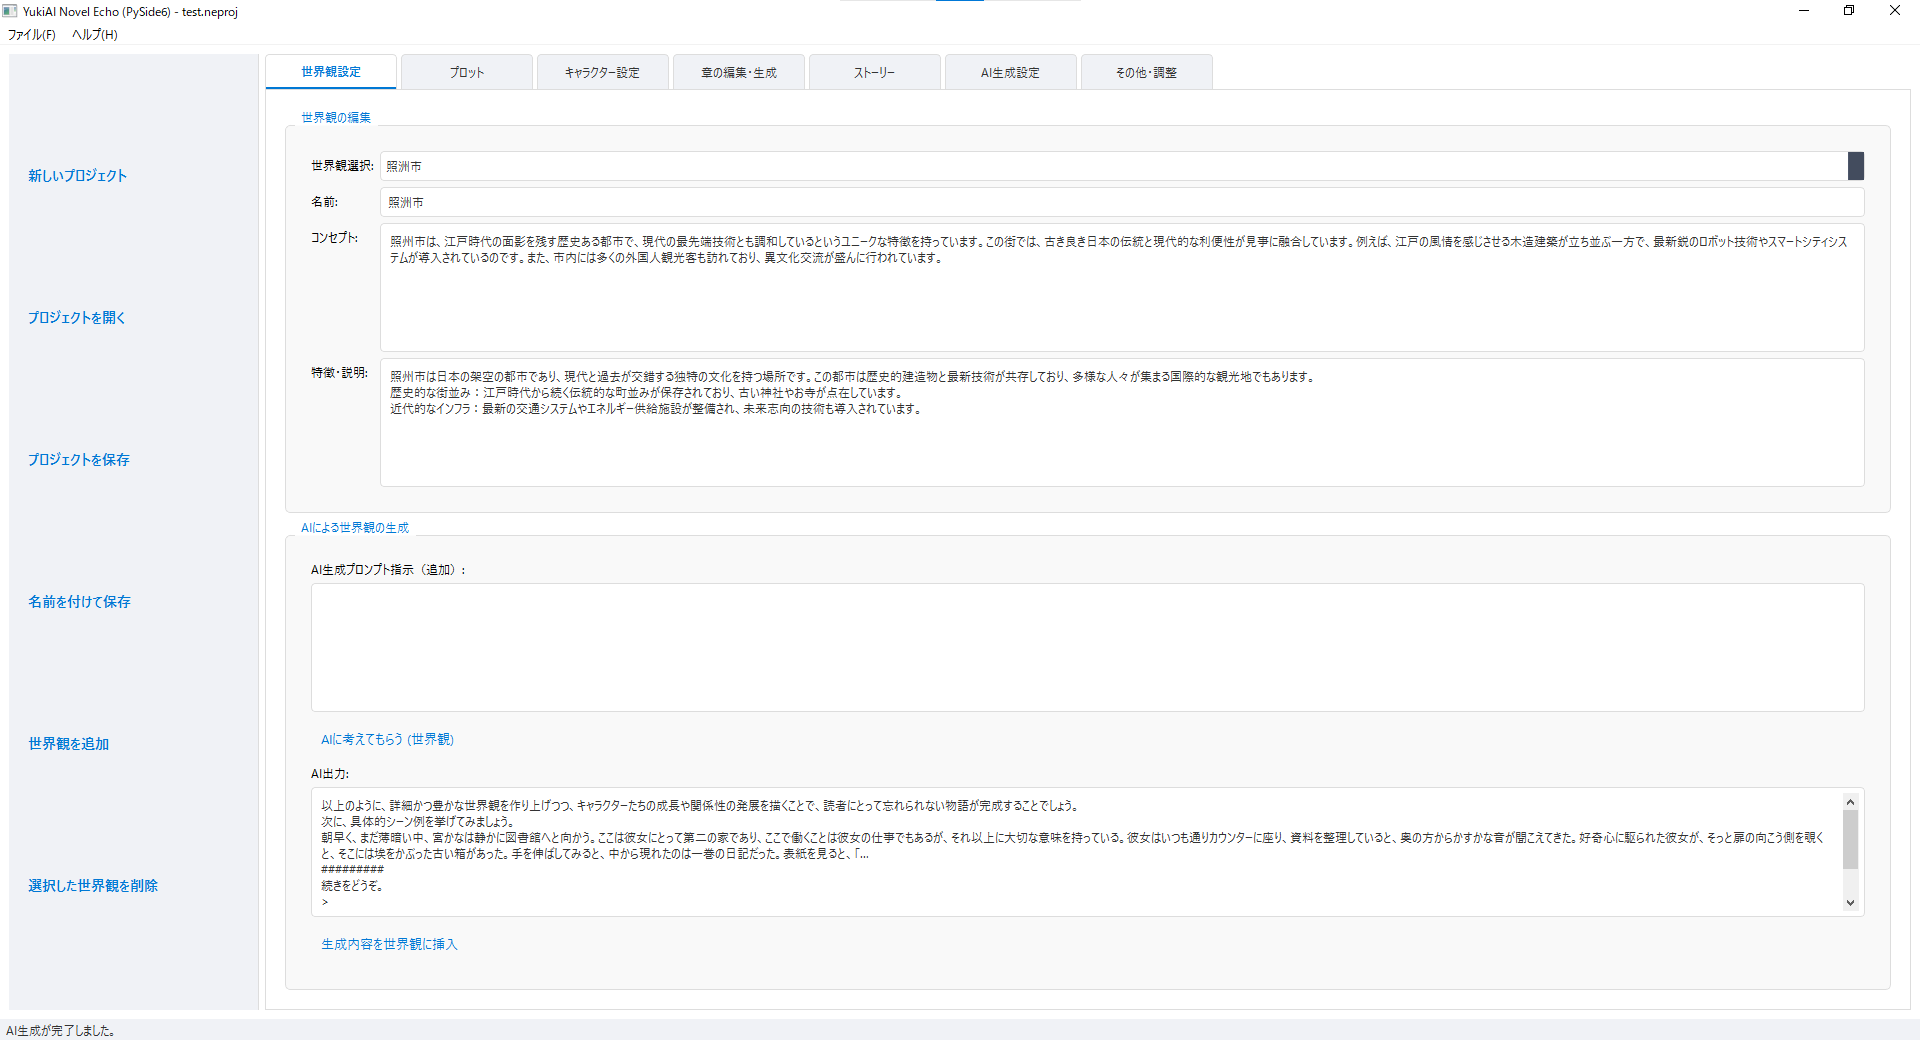 YukiAI Novel Echo (PySide6) - test.neproj
ファイル(F) ヘルプ(H)
世界観設定 プロット キャラクター設定 章の編集・生成 ストーリー AI生成設定 その他・調整
新しいプロジェクト
プロジェクトを開く
プロジェクトを保存
名前を付けて保存
世界観を追加
選択した世界観を削除
世界観の編集
世界観選択: 照洲市
名前: 照洲市
コンセプト: 照州市は、江戸時代の面影を残す歴史ある都市で、現代の最先端技術とも調和しているというユニークな特徴を持っています。この街では、古き良き日本の伝統と現代的な利便性が見事に融合しています。例えば、江戸の風情を感じさせる木造建築が立ち並ぶ一方で、最新鋭のロボット技術やスマートシティシス
テムが導入されているのです。また、市内には多くの外国人観光客も訪れており、異文化交流が盛んに行われています。
特徴・説明: 照州市は日本の架空の都市であり、現代と過去が交錯する独特の文化を持つ場所です。この都市は歴史的建造物と最新技術が共存しており、多様な人々が集まる国際的な観光地でもあります。
歴史的な街並み：江戸時代から続く伝統的な町並みが保存されており、古い神社やお寺が点在しています。
近代的なインフラ：最新の交通システムやエネルギー供給施設が整備され、未来志向の技術も導入されています。
AIによる世界観の生成
AI生成プロンプト指示（追加）:
AIに考えてもらう (世界観)
AI出力:
以上のように、詳細かつ豊かな世界観を作り上げつつ、キャラクターたちの成長や関係性の発展を描くことで、読者にとって忘れられない物語が完成することでしょう。
次に、具体的シーン例を挙げてみましょう。
朝早く、まだ薄暗い中、宮かなは静かに図書館へと向かう。ここは彼女にとって第二の家であり、ここで働くことは彼女の仕事でもあるが、それ以上に大切な意味を持っている。彼女はいつも通りカウンターに座り、資料を整理していると、奥の方からかすかな音が聞こえてきた。好奇心に駆られた彼女が、そっと扉の向こう側を覗く
と、そこには埃をかぶった古い箱があった。手を伸ばしてみると、中から現れたのは一巻の日記だった。表紙を見ると、「...
#########
続きをどうぞ。
>
生成内容を世界観に挿入
AI生成が完了しました。